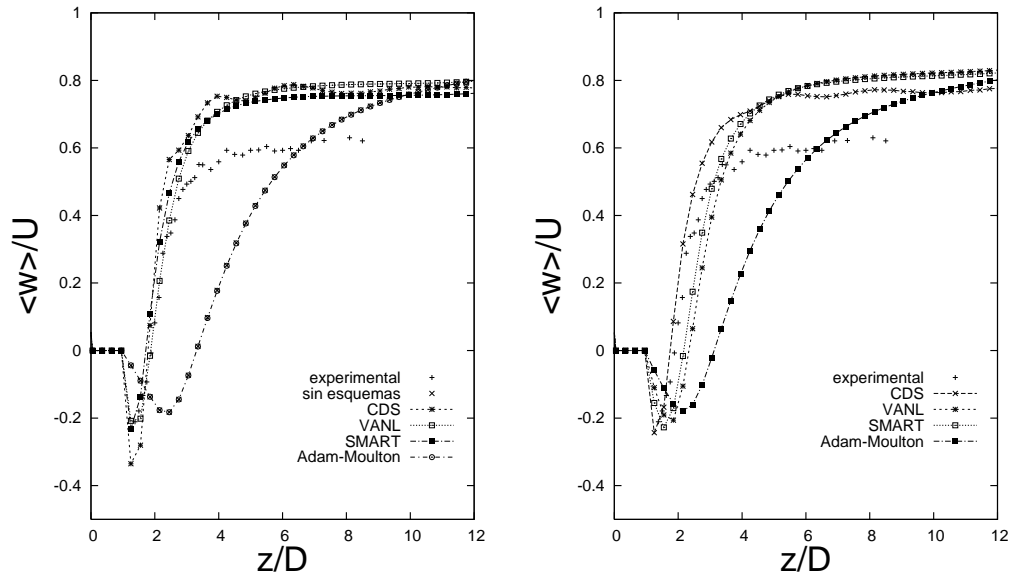 1
0.8
0.6
0.4
0.2
0
-0.2
-0.4
<w>/U
0 2 4 6 8 10 12
z/D
experimental
sin esquemas
CDS
VANL
SMART
Adam-Moulton
1
0.8
0.6
0.4
0.2
0
-0.2
-0.4
<w>/U
0 2 4 6 8 10 12
z/D
experimental
CDS
VANL
SMART
Adam-Moulton